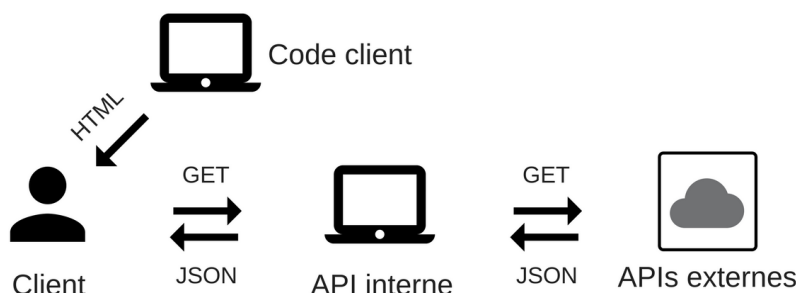 Code client
HTML
GET
GET
JSON
JSON
Client
API interne
APIs externes